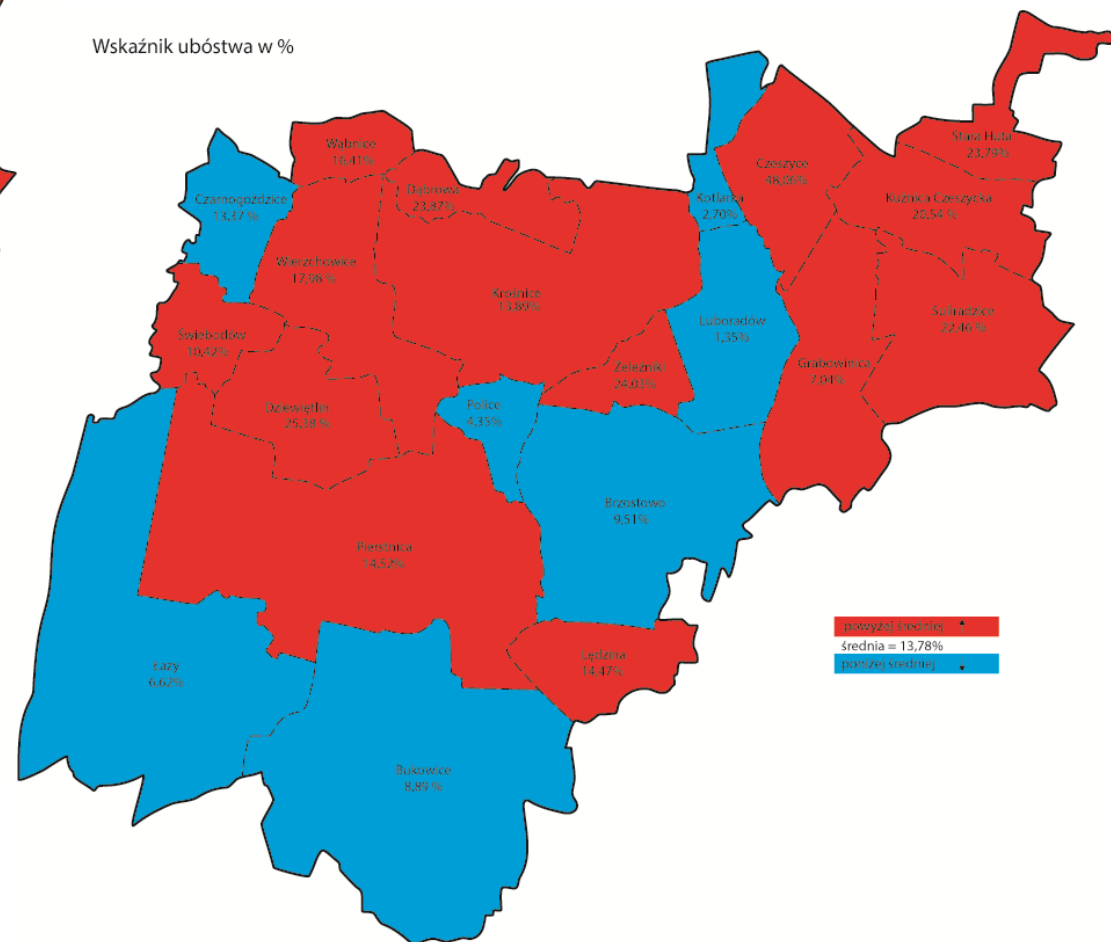 Wskaźnik ubóstwa w %
Stara Huta
23,79%
Wąbnice
16,41%
Czeszyce
48,06%
Dąbrowa
23,87%
Czarnogoździce
13,37 %
Kotlarka
2,70%
Kuźnica Czeszycka
20,54 %
Wierzchowice
17,98 %
Krośnice
13,89%
Suliradzice
22,46 %
Luboradów
1,35%
Świebodów
10,42%
Żeleźniki
24,03%
Grabownica
7,04%
Dziewiętlin
25,38 %
Police
4,35%
Brzostowo
9,51%
Pierstnica
14,52%
powyżej średniej
średnia = 13,78%
poniżej średniej
Lędzina
14,47%
Łazy
6,62%
Bukowice
8,89 %